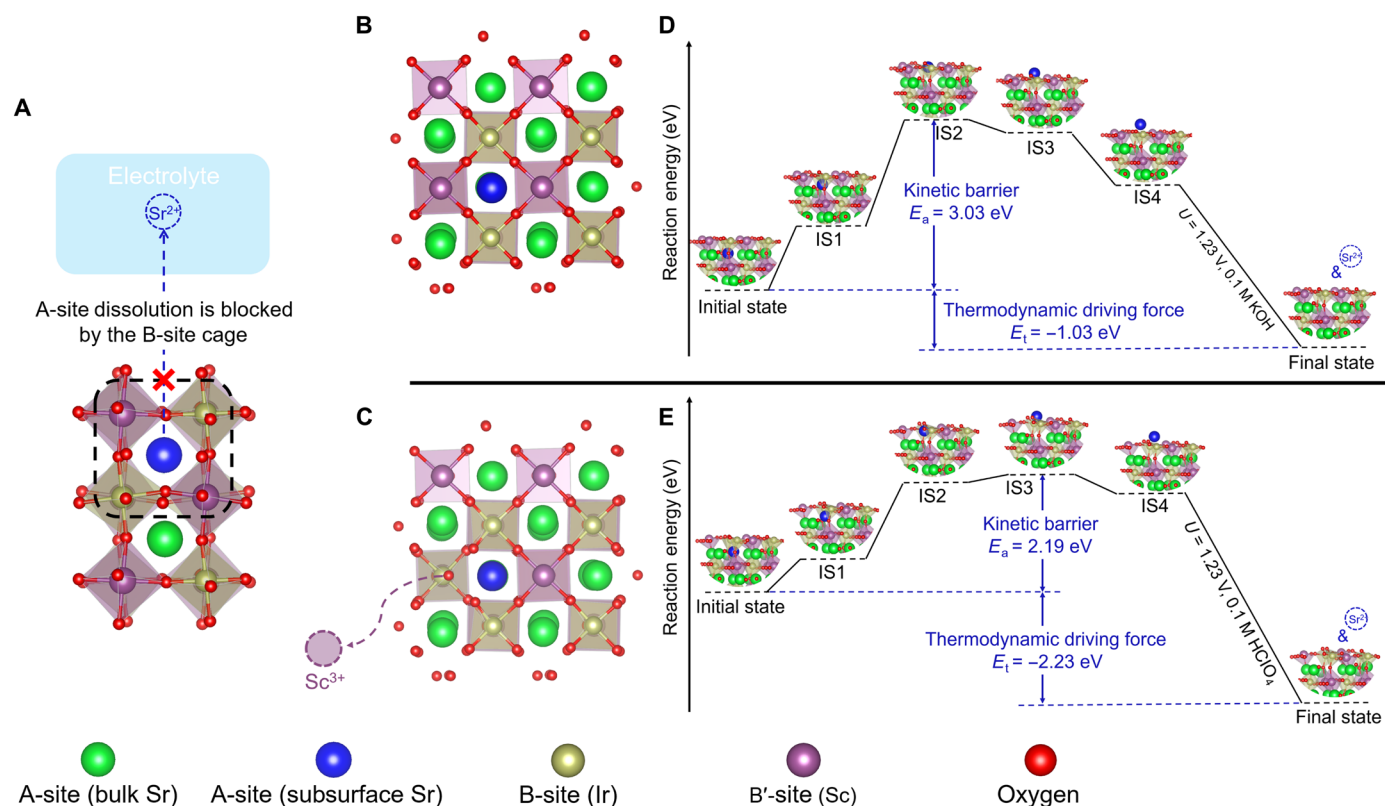 A
Electrolyte
Sr²⁺
A-site dissolution is blocked
by the B-site cage
B
C
Sc³⁺
D
Reaction energy (eV)
Initial state
IS1
IS2
IS3
IS4
Kinetic barrier
Eₐ = 3.03 eV
Thermodynamic driving force
Eₜ = −1.03 eV
U = 1.23 V, 0.1 M KOH
Sr²⁺
&
Final state
E
Reaction energy (eV)
Initial state
IS1
IS2
IS3
IS4
Kinetic barrier
Eₐ = 2.19 eV
Thermodynamic driving force
Eₜ = −2.23 eV
U = 1.23 V, 0.1 M HClO₄
Sr²⁺
&
Final state
A-site (bulk Sr)
A-site (subsurface Sr)
B-site (Ir)
B′-site (Sc)
Oxygen